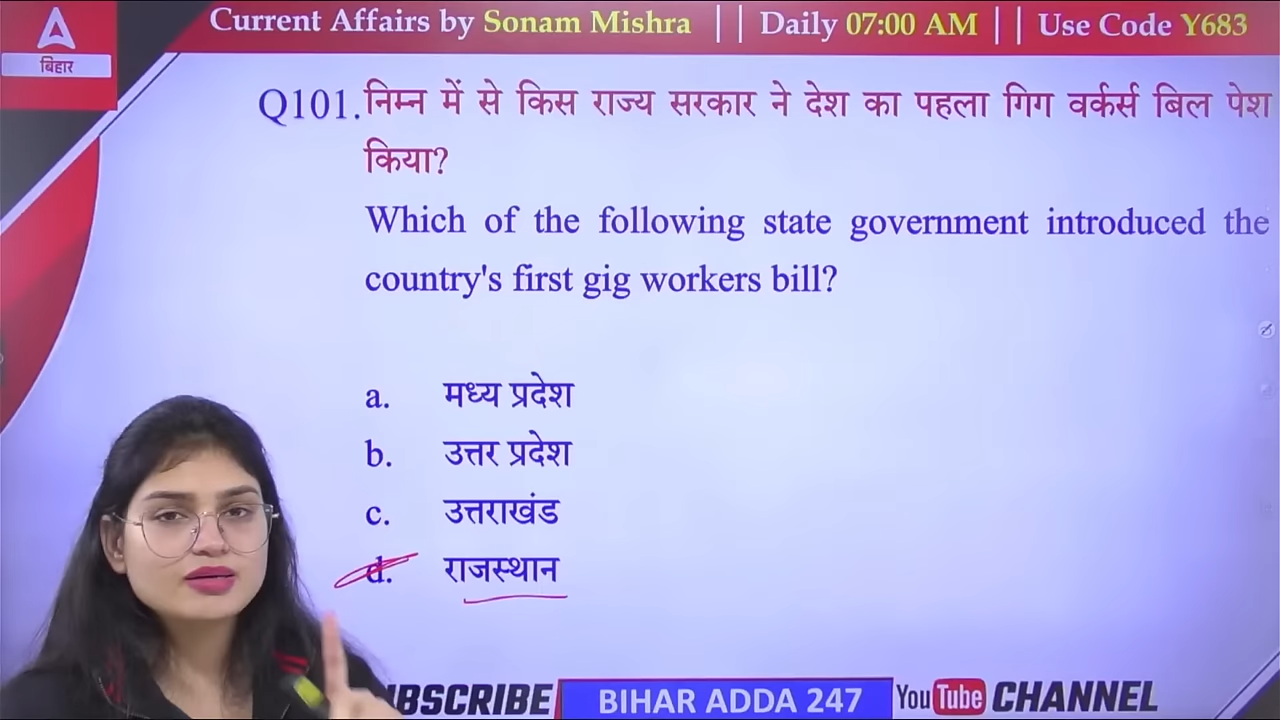 Current Affairs by Sonam Mishra || Daily 07:00 AM || Use Code Y683
बिहार
Q101. निम्न में से किस राज्य सरकार ने देश का पहला गिग वर्कर्स बिल पेश
किया?
Which of the following state government introduced the
country's first gig workers bill?
a. मध्य प्रदेश
b. उत्तर प्रदेश
c. उत्तराखंड
d. राजस्थान
BSCRIBE BIHAR ADDA 247 YouTube CHANNEL